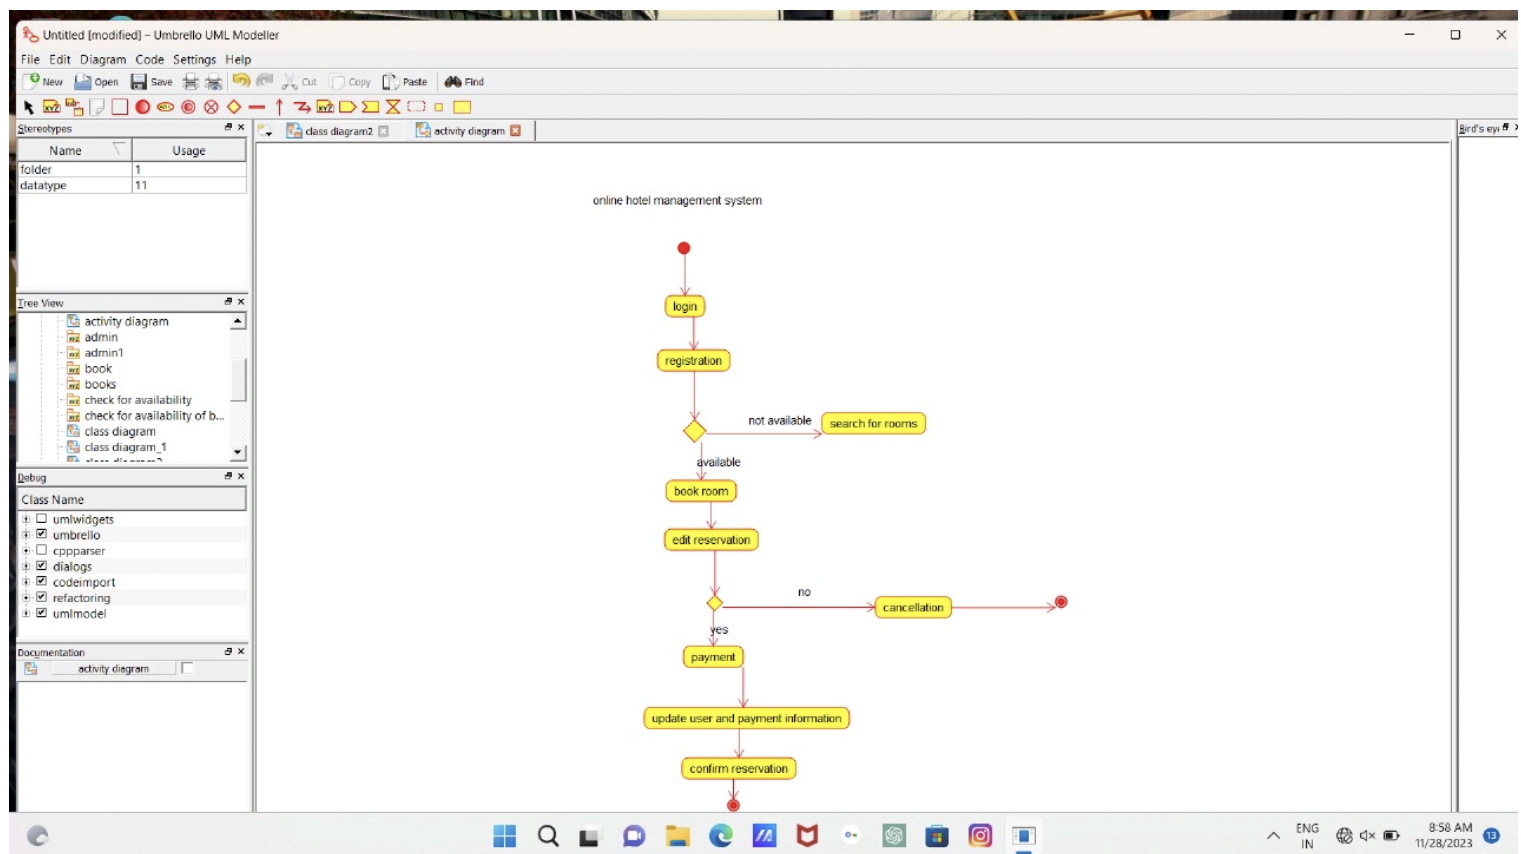 Untitled [modified] – Umbrello UML Modeller
File Edit Diagram Code Settings Help
New Open Save Cut Copy Paste Find
Stereotypes
class diagram2 activity diagram
Bird's eye
Name Usage
folder 1
datatype 11
Tree View
activity diagram
admin
admin1
book
books
check for availability
check for availability of b...
class diagram
class diagram_1
Debug
Class Name
umlwidgets
umbrello
cppparser
dialogs
codeimport
refactoring
umlmodel
Documentation
activity diagram
online hotel management system
login
registration
not available
search for rooms
available
book room
edit reservation
no
cancellation
yes
payment
update user and payment information
confirm reservation
ENG
IN
8:58 AM
11/28/2023
13